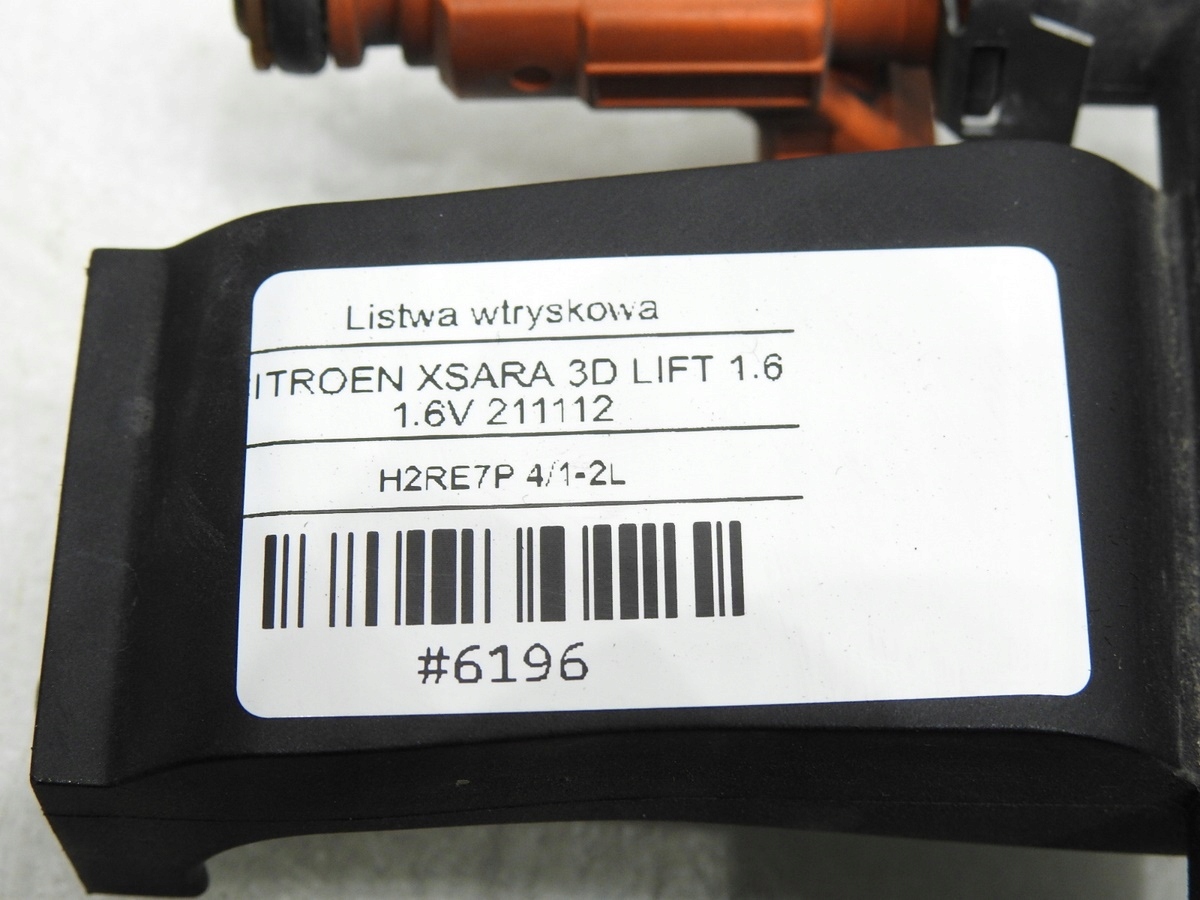 Listwa wtryskowa
ITROEN XSARA 3D LIFT 1.6
1.6V 211112
H2RE7P 4/1-2L
#6196